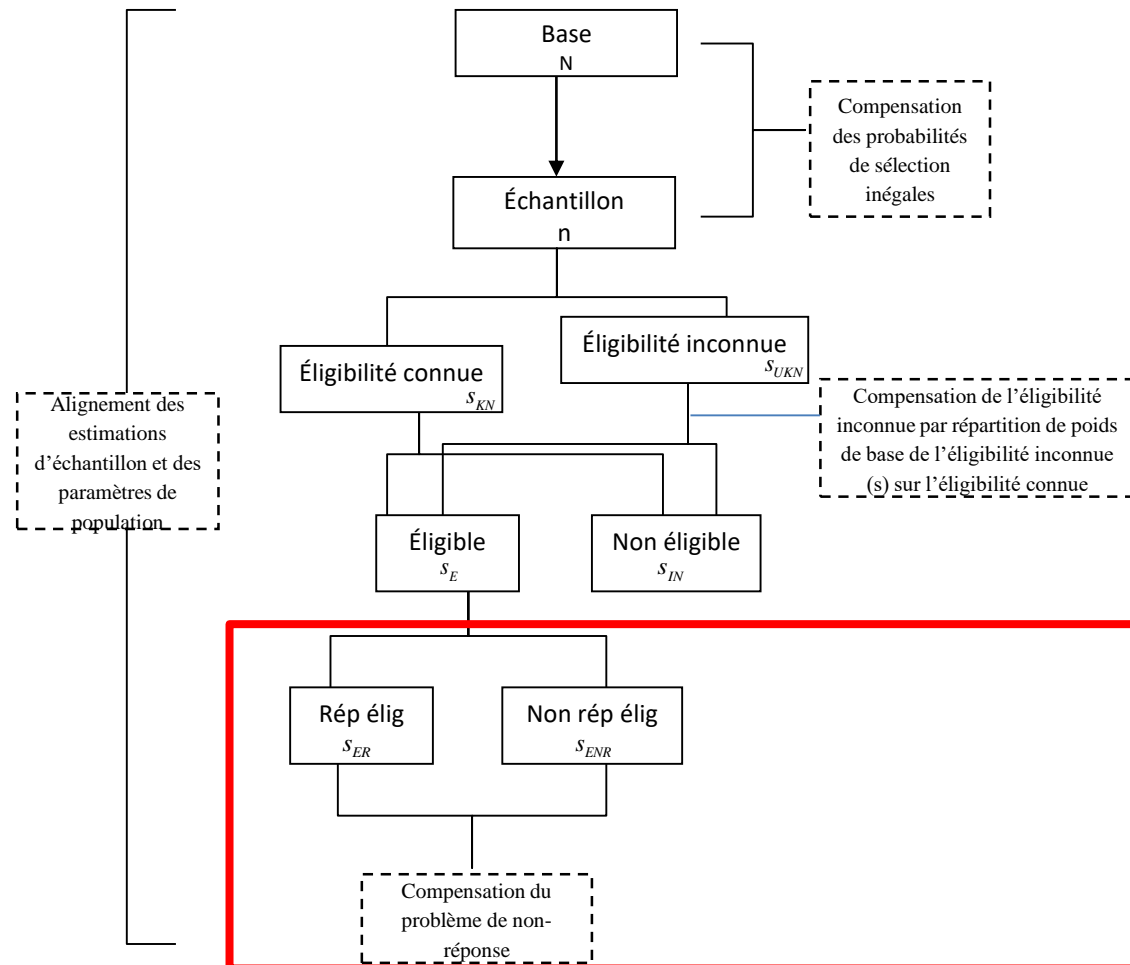 Base
N
Compensation
des probabilités
de sélection
inégales
Échantillon
n
Éligibilité inconnue
s_UKN
Éligibilité connue
s_KN
Alignement des
estimations
d’échantillon et des
paramètres de
population
Compensation de l’éligibilité
inconnue par répartition de poids
de base de l’éligibilité inconnue
(s) sur l’éligibilité connue
Éligible
s_E
Non éligible
s_IN
Rép élig
s_ER
Non rép élig
s_ENR
Compensation du
problème de non-
réponse